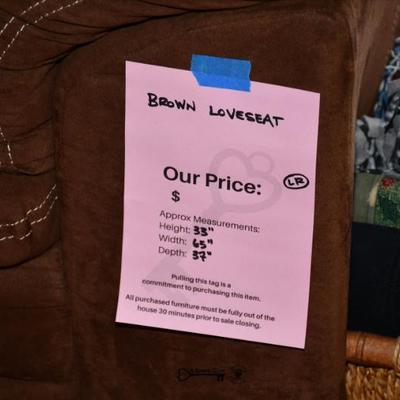 BROWN LOVESEAT
Our Price:
LR
$
Approx Measurements:
Height: 33"
Width: 65"
Depth: 37"
Pulling this tag is a
commitment to purchasing this item.
All purchased furniture must be fully out of the
house 30 minutes prior to sale closing.